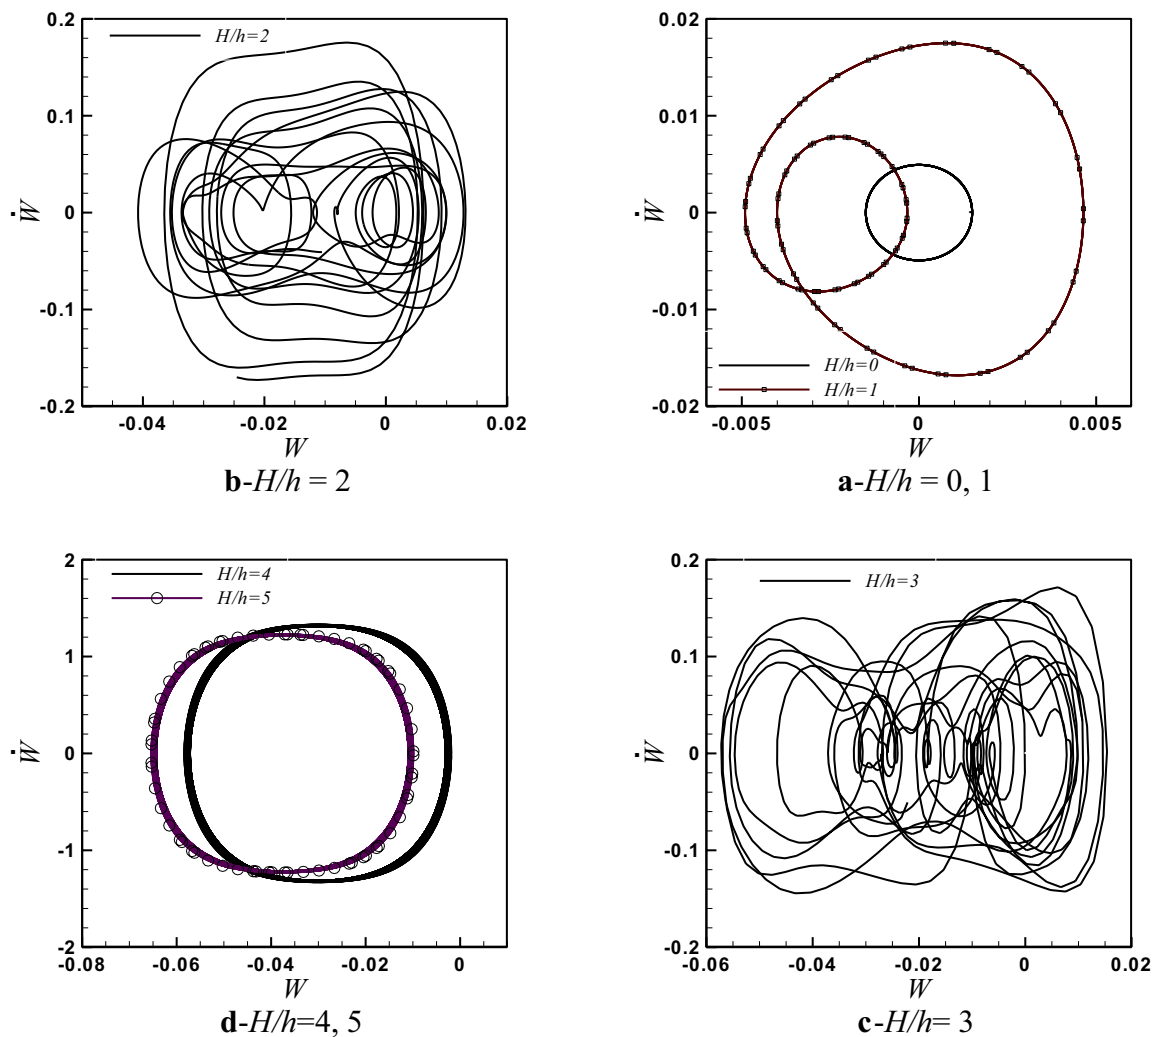 H/h=2
0.2
0.1
0
-0.1
-0.2
Ẇ
-0.04
-0.02
0
0.02
W
b-H/h = 2
0.02
0.01
0
-0.01
-0.02
Ẇ
H/h=0
H/h=1
-0.005
0
0.005
W
a-H/h = 0, 1
H/h=4
H/h=5
2
1
0
-1
-2
Ẇ
-0.08
-0.06
-0.04
-0.02
0
W
d-H/h=4, 5
H/h=3
0.2
0.1
0
-0.1
-0.2
Ẇ
-0.06
-0.04
-0.02
0
0.02
W
c-H/h= 3